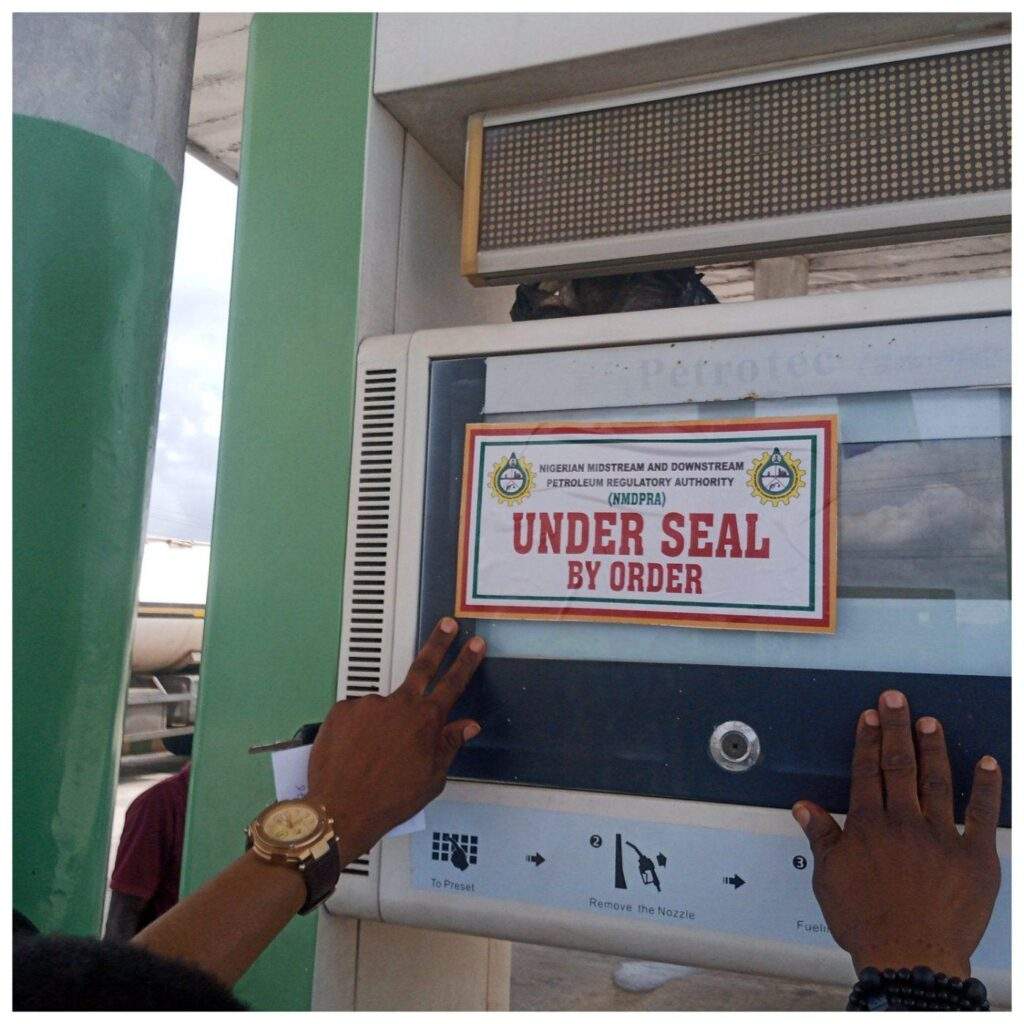 Petrotec
NIGERIAN MIDSTREAM AND DOWNSTREAM
PETROLEUM REGULATORY AUTHORITY
(NMDPRA)
UNDER SEAL
BY ORDER
To Preset
2
Remove the Nozzle
3